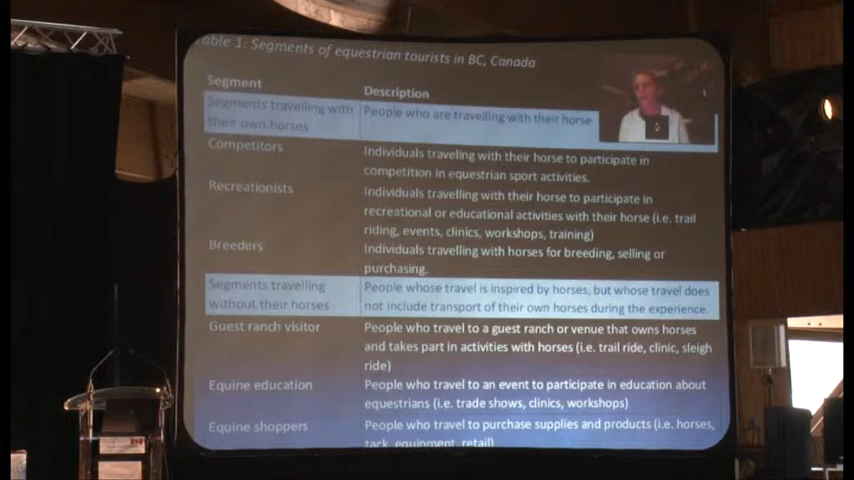 able 1: Segments of equestrian tourists in BC, Canada
Segment
Description
Segments travelling with
their own horses
People who are travelling with their horse
Competitors
Individuals traveling with their horse to participate in
competition in equestrian sport activities.
Recreationists
Individuals travelling with their horse to participate in
recreational or educational activities with their horse (i.e. trail
riding, events, clinics, workshops, training)
Breeders
Individuals travelling with horses for breeding, selling or
purchasing.
Segments travelling
without their horses
People whose travel is inspired by horses, but whose travel does
not include transport of their own horses during the experience.
Guest ranch visitor
People who travel to a guest ranch or venue that owns horses
and takes part in activities with horses (i.e. trail ride, clinic, sleigh
ride)
Equine education
People who travel to an event to participate in education about
equestrians (i.e. trade shows, clinics, workshops)
Equine shoppers
People who travel to purchase supplies and products (i.e. horses,
tack, equipment, retail)